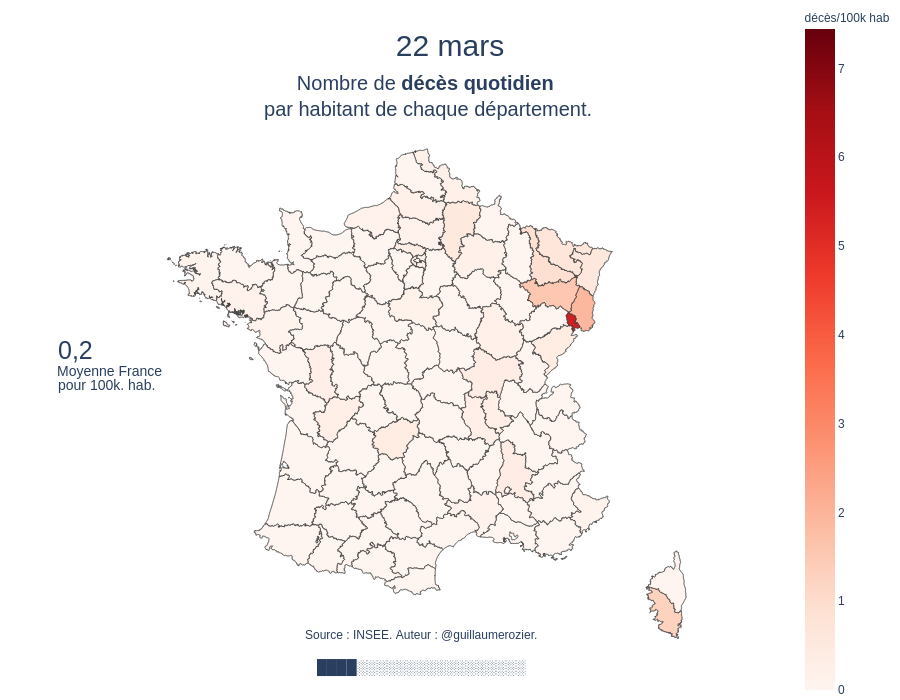 décès/100k hab
22 mars
Nombre de décès quotidien
par habitant de chaque département.
7
6
5
4
3
2
1
0
0,2
Moyenne France
pour 100k. hab.
Source : INSEE. Auteur : @guillaumerozier.